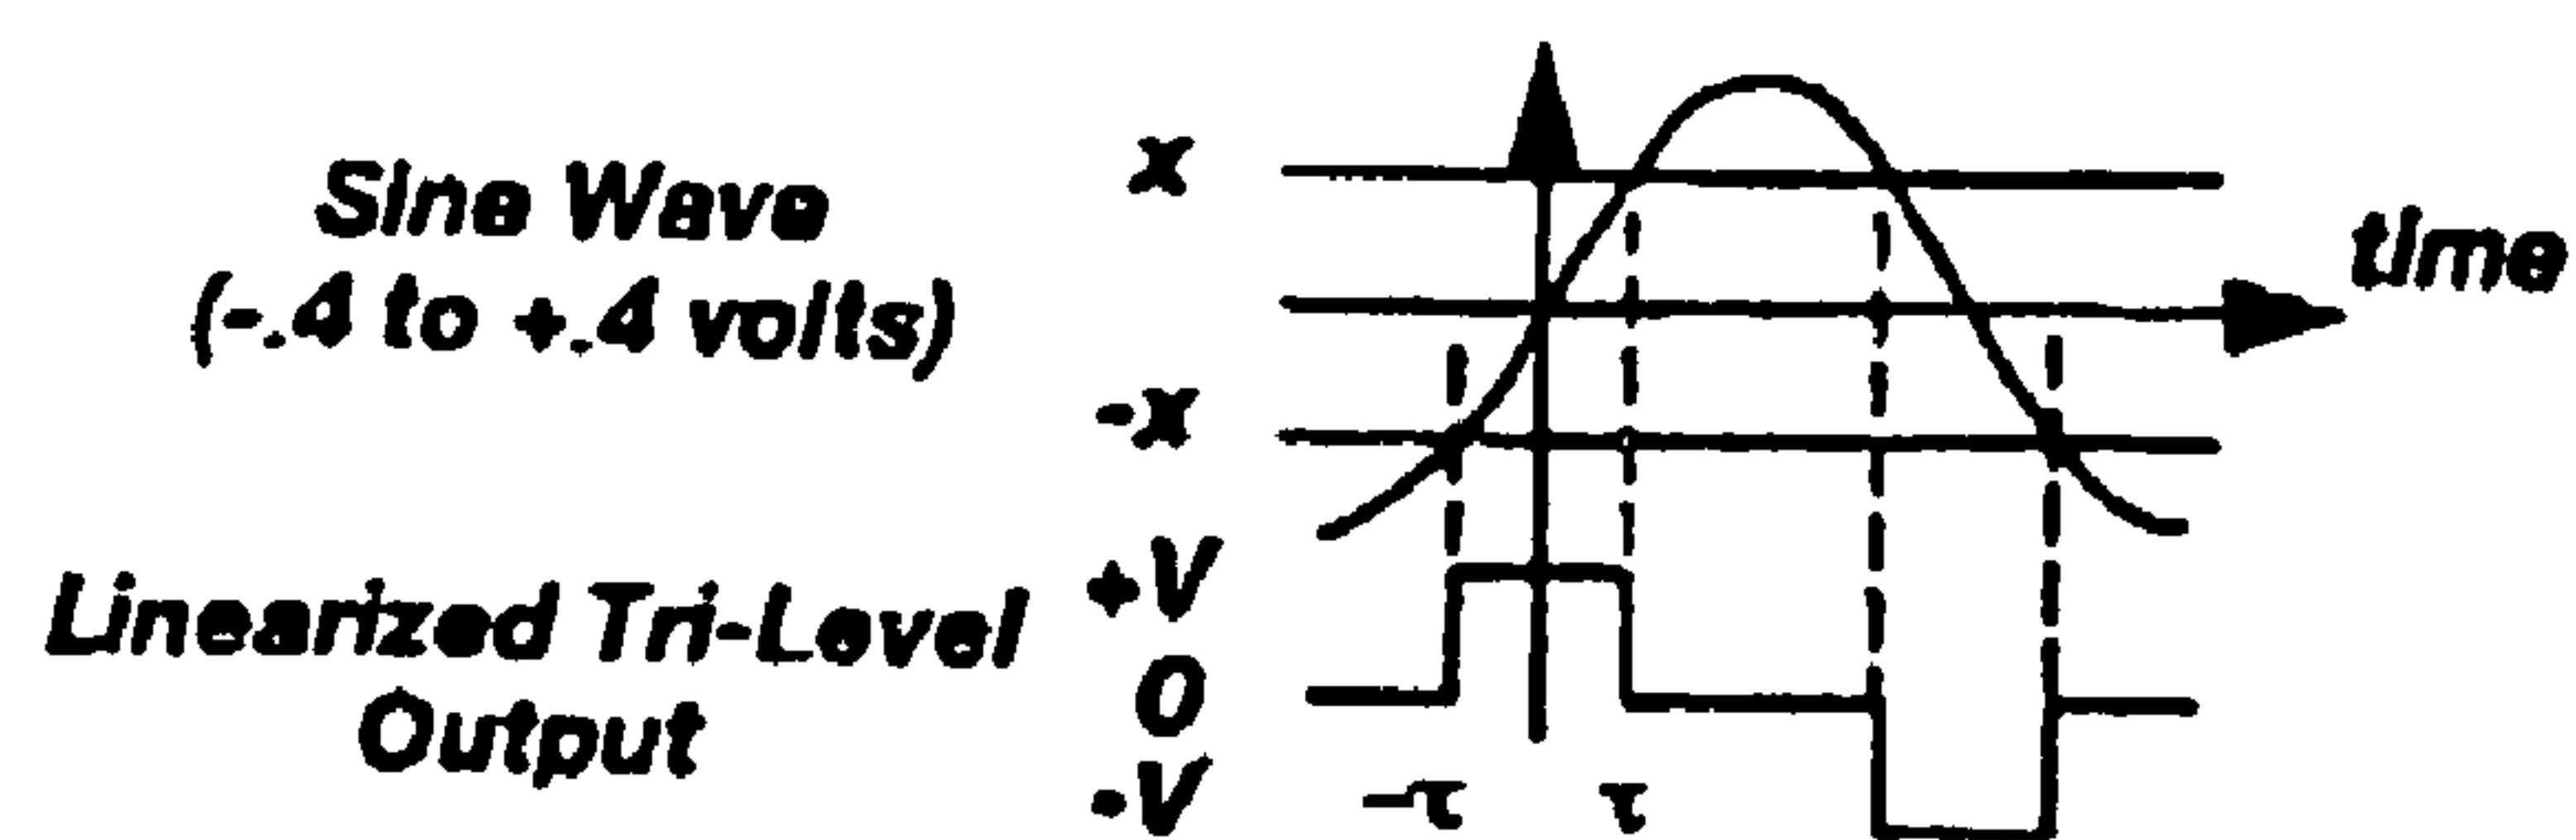 x
Sine Wave
(-.4 to +.4 volts)
time
-x
+V
Linearized Tri-Level
Output
0
-V
-τ
τ